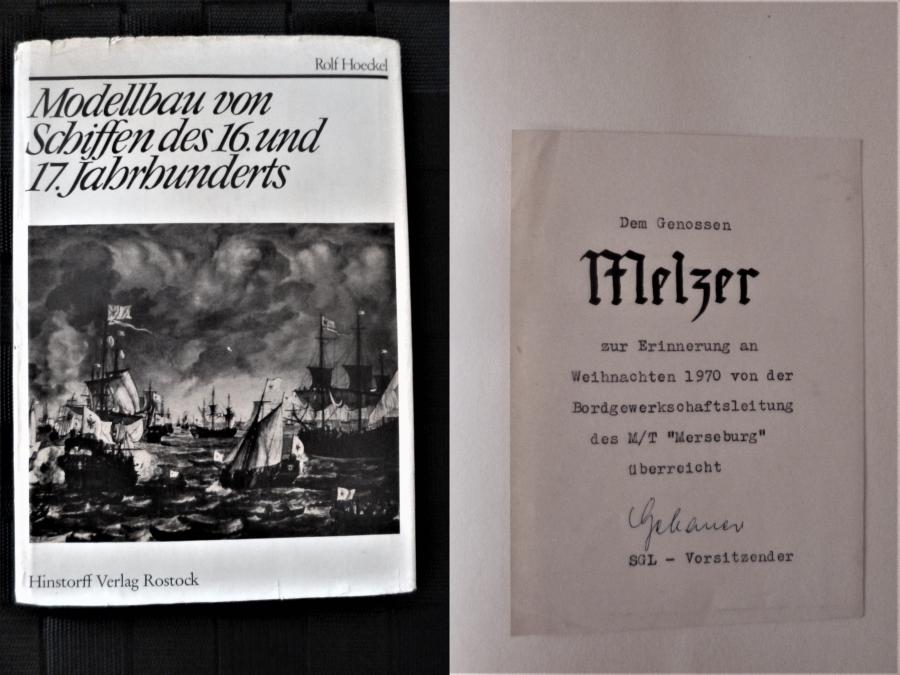 Rolf Hoeckel
Modellbau von
Schiffen des 16. und
17. Jahrhunderts
Hinstorff Verlag Rostock
Dem Genossen
Melzer
zur Erinnerung an
Weihnachten 1970 von der
Bordgewerkschaftsleitung
des M/T "Merseburg"
überreicht
SGL - Vorsitzender